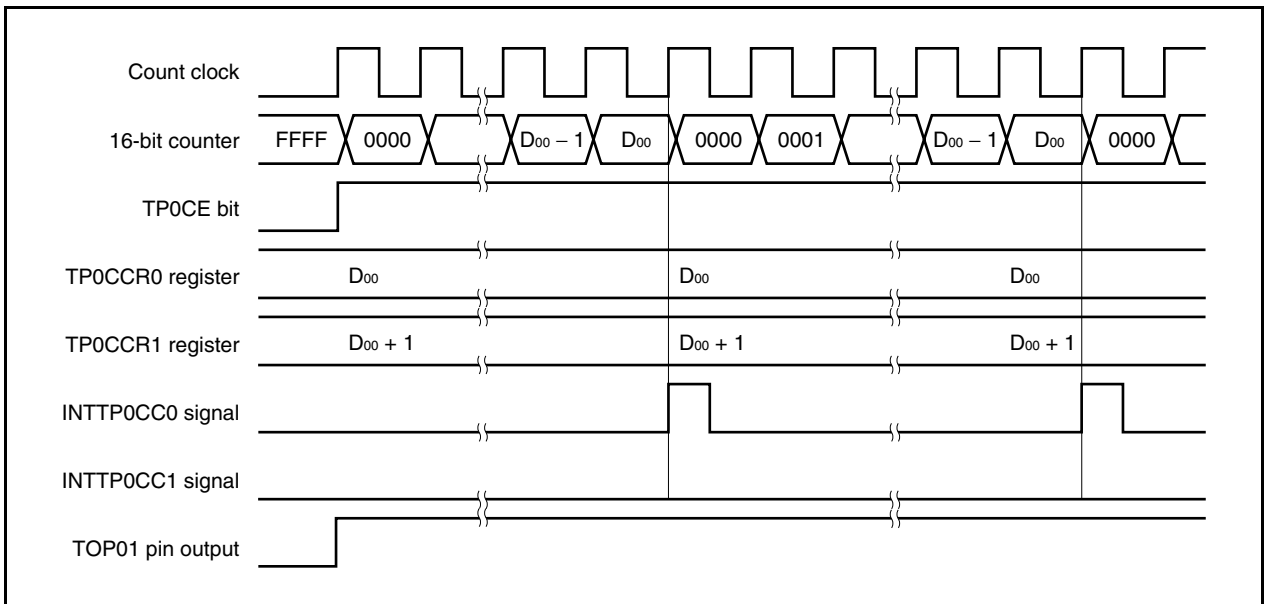 Count clock
16-bit counter FFFF 0000 D00 − 1 D00 0000 0001 D00 − 1 D00 0000
TP0CE bit
TP0CCR0 register D00 D00 D00
TP0CCR1 register D00 + 1 D00 + 1 D00 + 1
INTTP0CC0 signal
INTTP0CC1 signal
TOP01 pin output